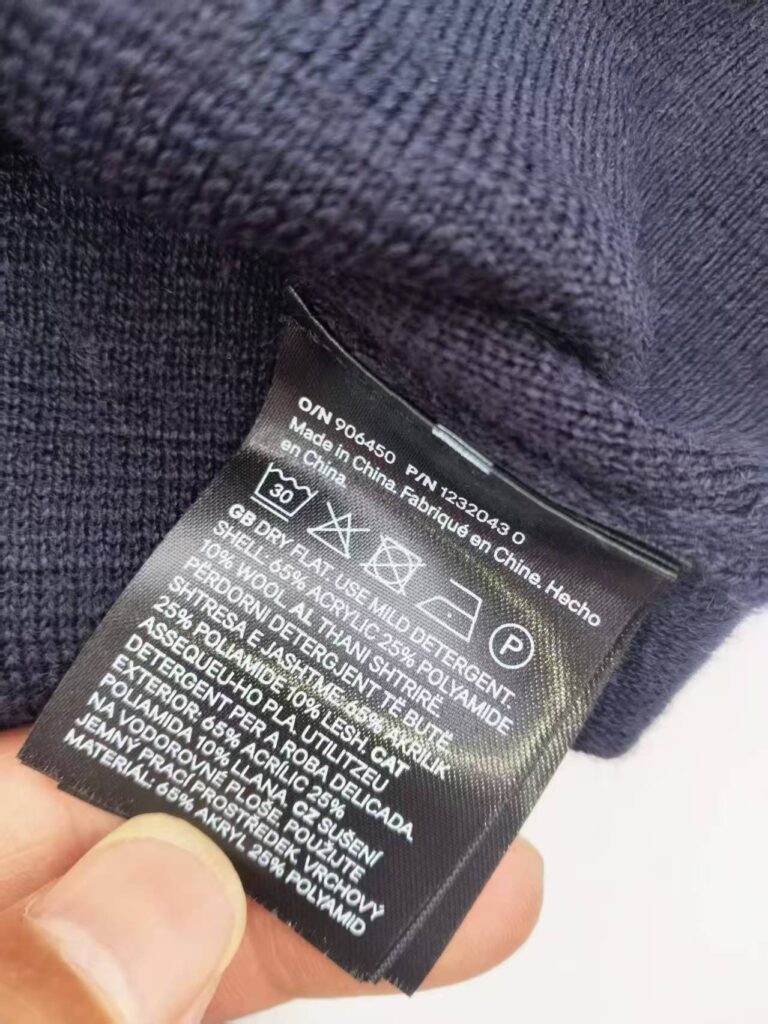 O/N 906450 P/N 1232043 0
Made in China. Fabriqué en Chine. Hecho
en China.
30
P
GB DRY FLAT. USE MILD DETERGENT.
SHELL: 65% ACRYLIC 25% POLYAMIDE
10% WOOL AL THANI SHTRIRË.
PËRDORNI DETERGJENT TË BUTË.
SHTRESA E JASHTME: 65% AKRILIK
25% POLIAMIDE 10% LESH. CAT
ASSEQUEU-HO PLA. UTILITZEU
DETERGENT PER A ROBA DELICADA.
EXTERIOR: 65% ACRÍLIC 25%
POLIAMIDA 10% LLANA. CZ SUŠENÍ
NA VODOROVNÉ PLOŠE. POUŽIJTE
JEMNÝ PRACÍ PROSTŘEDEK. VRCHOVÝ
MATERIÁL: 65% AKRYL 25% POLYAMID